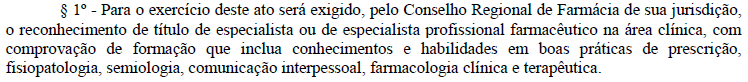 § 1º - Para o exercício deste ato será exigido, pelo Conselho Regional de Farmácia de sua jurisdição,
o reconhecimento de título de especialista ou de especialista profissional farmacêutico na área clínica, com
comprovação de formação que inclua conhecimentos e habilidades em boas práticas de prescrição,
fisiopatologia, semiologia, comunicação interpessoal, farmacologia clínica e terapêutica.